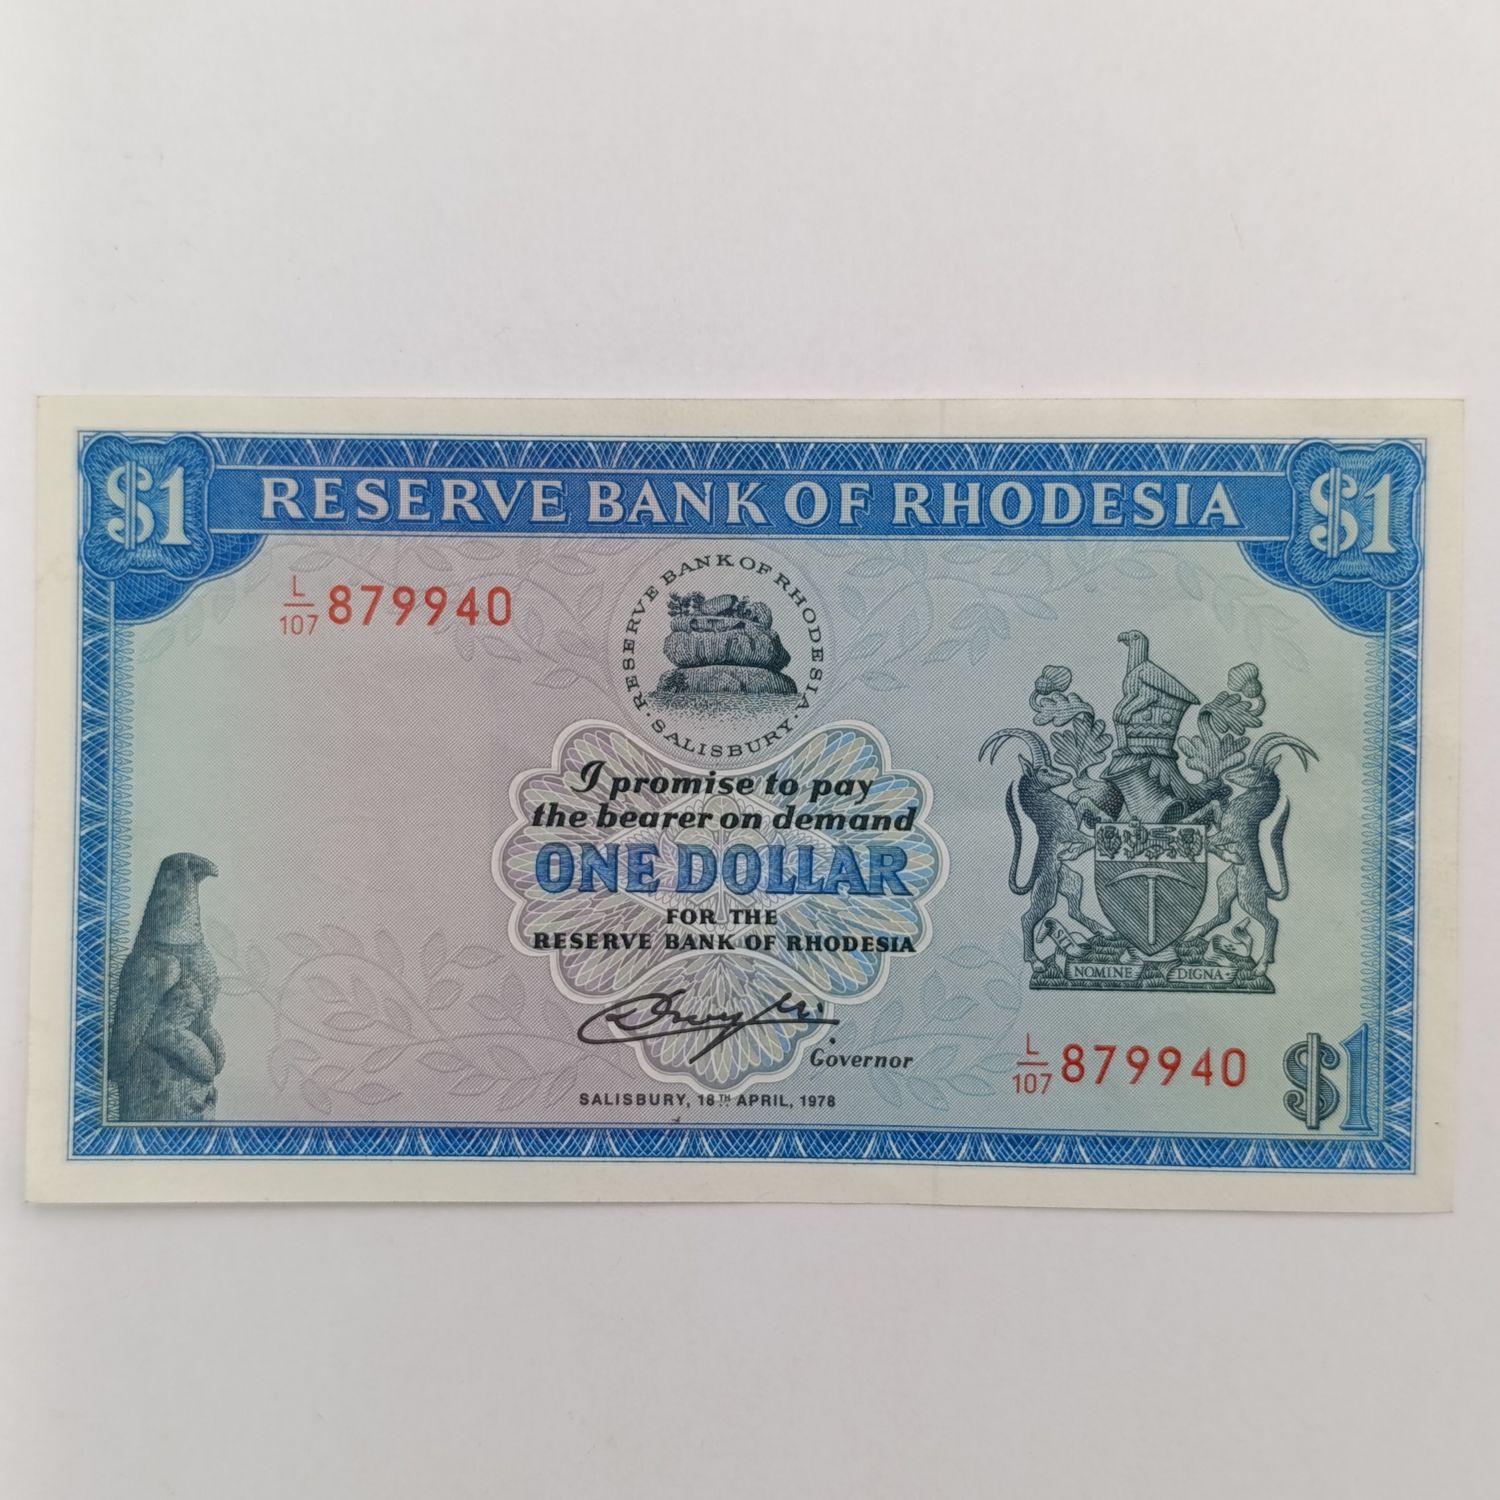 $1 RESERVE BANK OF RHODESIA $1
L/107 879940
RESERVE BANK OF RHODESIA · SALISBURY ·
I promise to pay
the bearer on demand
ONE DOLLAR
FOR THE
RESERVE BANK OF RHODESIA
SIT NOMINE DIGNA
Governor
L/107 879940 $1
SALISBURY, 18TH APRIL, 1978